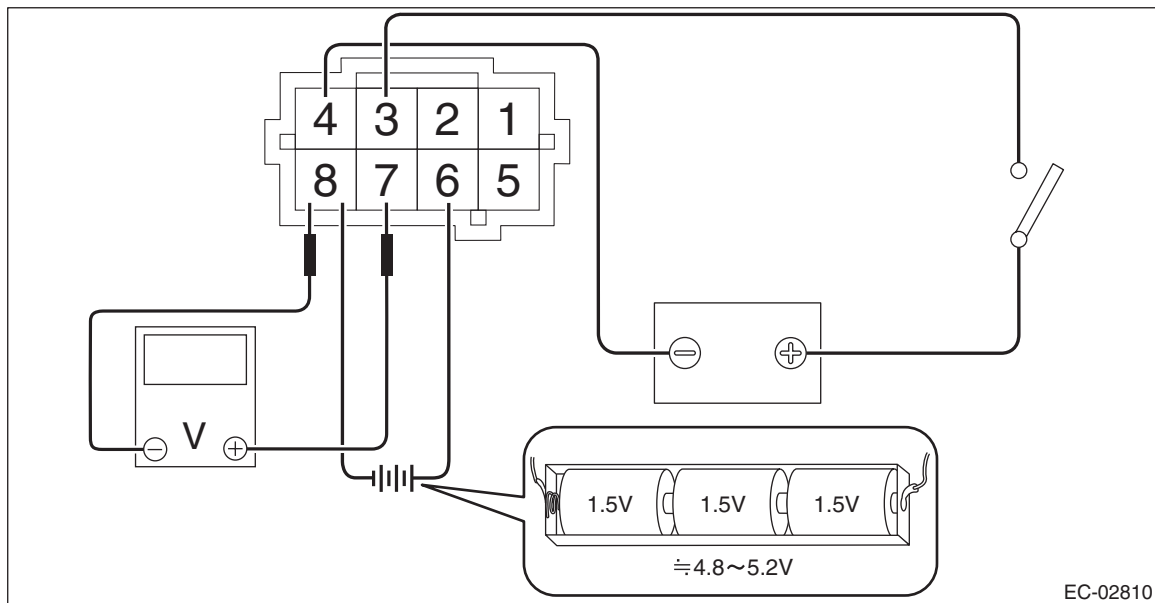 4 3 2 1
8 7 6 5
− +
V
− +
1.5V 1.5V 1.5V
≒4.8～5.2V
EC-02810